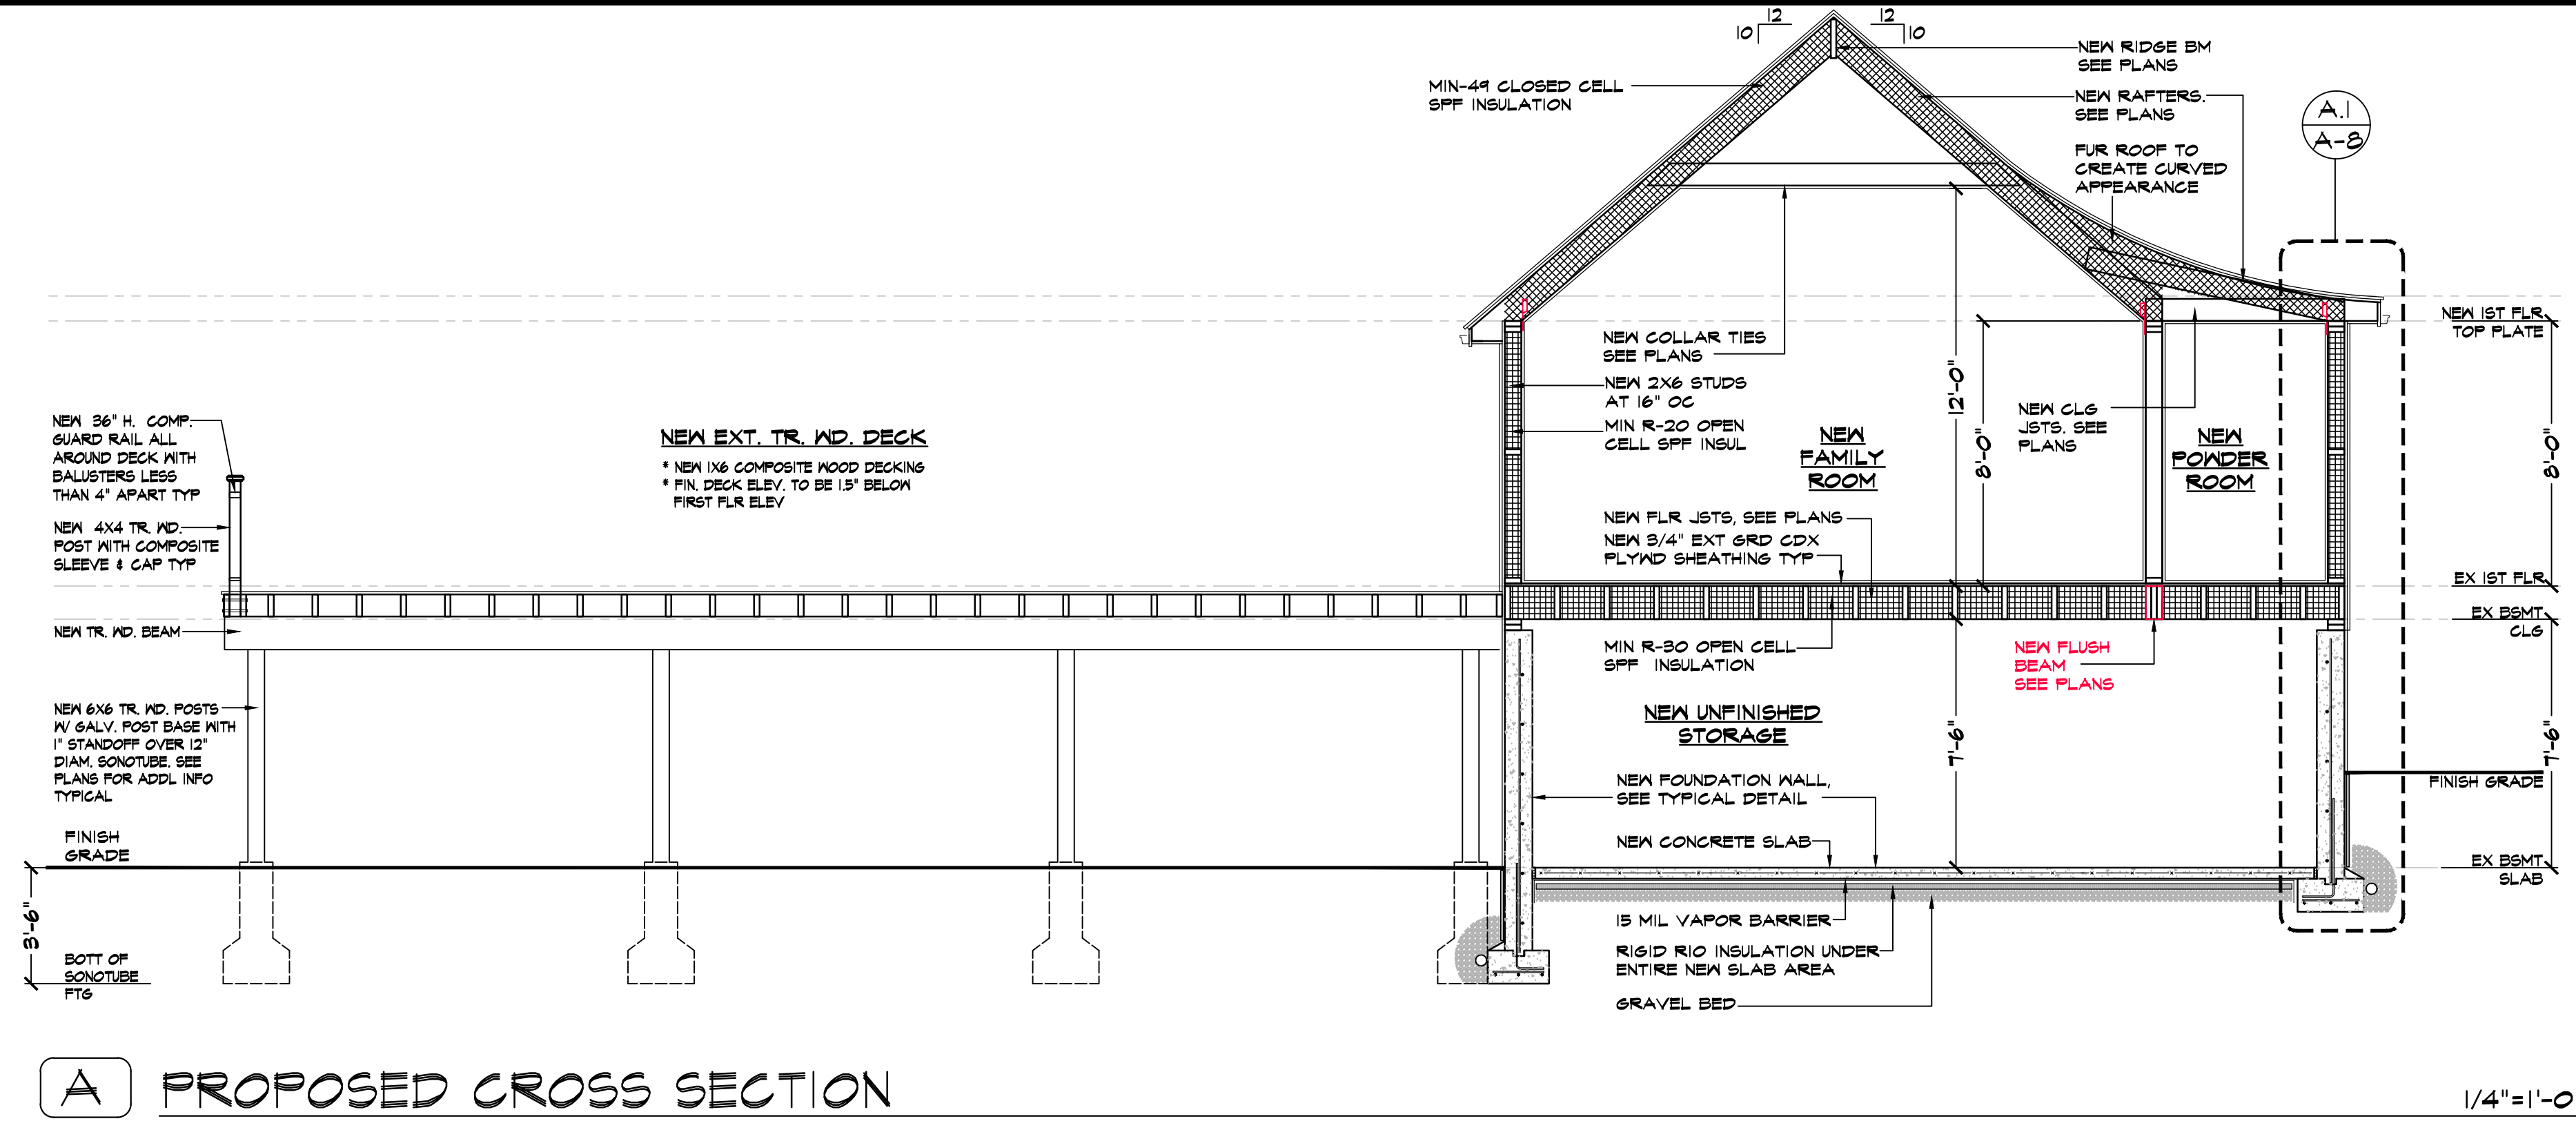 12
10
12
10
NEW RIDGE BM
SEE PLANS
MIN-49 CLOSED CELL
SPF INSULATION
NEW RAFTERS.
SEE PLANS
A.1
A-8
FUR ROOF TO
CREATE CURVED
APPEARANCE
NEW 1ST FLR
TOP PLATE
NEW COLLAR TIES
SEE PLANS
NEW 2X6 STUDS
AT 16" OC
MIN R-20 OPEN
CELL SPF INSUL
12'-0"
8'-0"
NEW CLG
JSTS. SEE
PLANS
NEW
FAMILY
ROOM
NEW
POWDER
ROOM
8'-0"
NEW 36" H. COMP.
GUARD RAIL ALL
AROUND DECK WITH
BALUSTERS LESS
THAN 4" APART TYP
NEW EXT. TR. WD. DECK
* NEW 1X6 COMPOSITE WOOD DECKING
* FIN. DECK ELEV. TO BE 1.5" BELOW
FIRST FLR ELEV
NEW 4X4 TR. WD.
POST WITH COMPOSITE
SLEEVE & CAP TYP
NEW FLR JSTS, SEE PLANS
NEW 3/4" EXT GRD CDX
PLYWD SHEATHING TYP
EX 1ST FLR
EX BSMT
CLG
NEW TR. WD. BEAM
MIN R-30 OPEN CELL
SPF INSULATION
NEW FLUSH
BEAM
SEE PLANS
NEW 6X6 TR. WD. POSTS
W/ GALV. POST BASE WITH
1" STANDOFF OVER 12"
DIAM. SONOTUBE. SEE
PLANS FOR ADDL INFO
TYPICAL
NEW UNFINISHED
STORAGE
7'-6"
7'-6"
NEW FOUNDATION WALL,
SEE TYPICAL DETAIL
FINISH GRADE
FINISH
GRADE
NEW CONCRETE SLAB
EX BSMT
SLAB
3'-6"
15 MIL VAPOR BARRIER
RIGID R10 INSULATION UNDER
ENTIRE NEW SLAB AREA
BOTT OF
SONOTUBE
FTG
GRAVEL BED
A PROPOSED CROSS SECTION
1/4"=1'-0